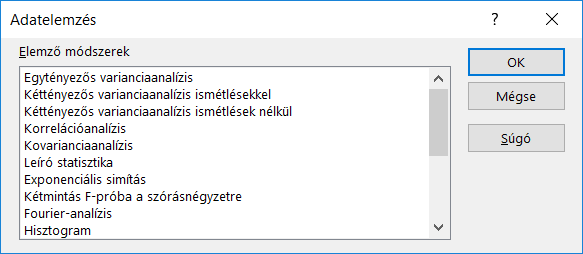 Adatelemzés
Elemző módszerek
Egytényezős varianciaanalízis
Kéttényezős varianciaanalízis ismétlésekkel
Kéttényezős varianciaanalízis ismétlések nélkül
Korrelációanalízis
Kovarianciaanalízis
Leíró statisztika
Exponenciális simítás
Kétmintás F-próba a szórásnégyzetre
Fourier-analízis
Hisztogram
OK
Mégse
Súgó